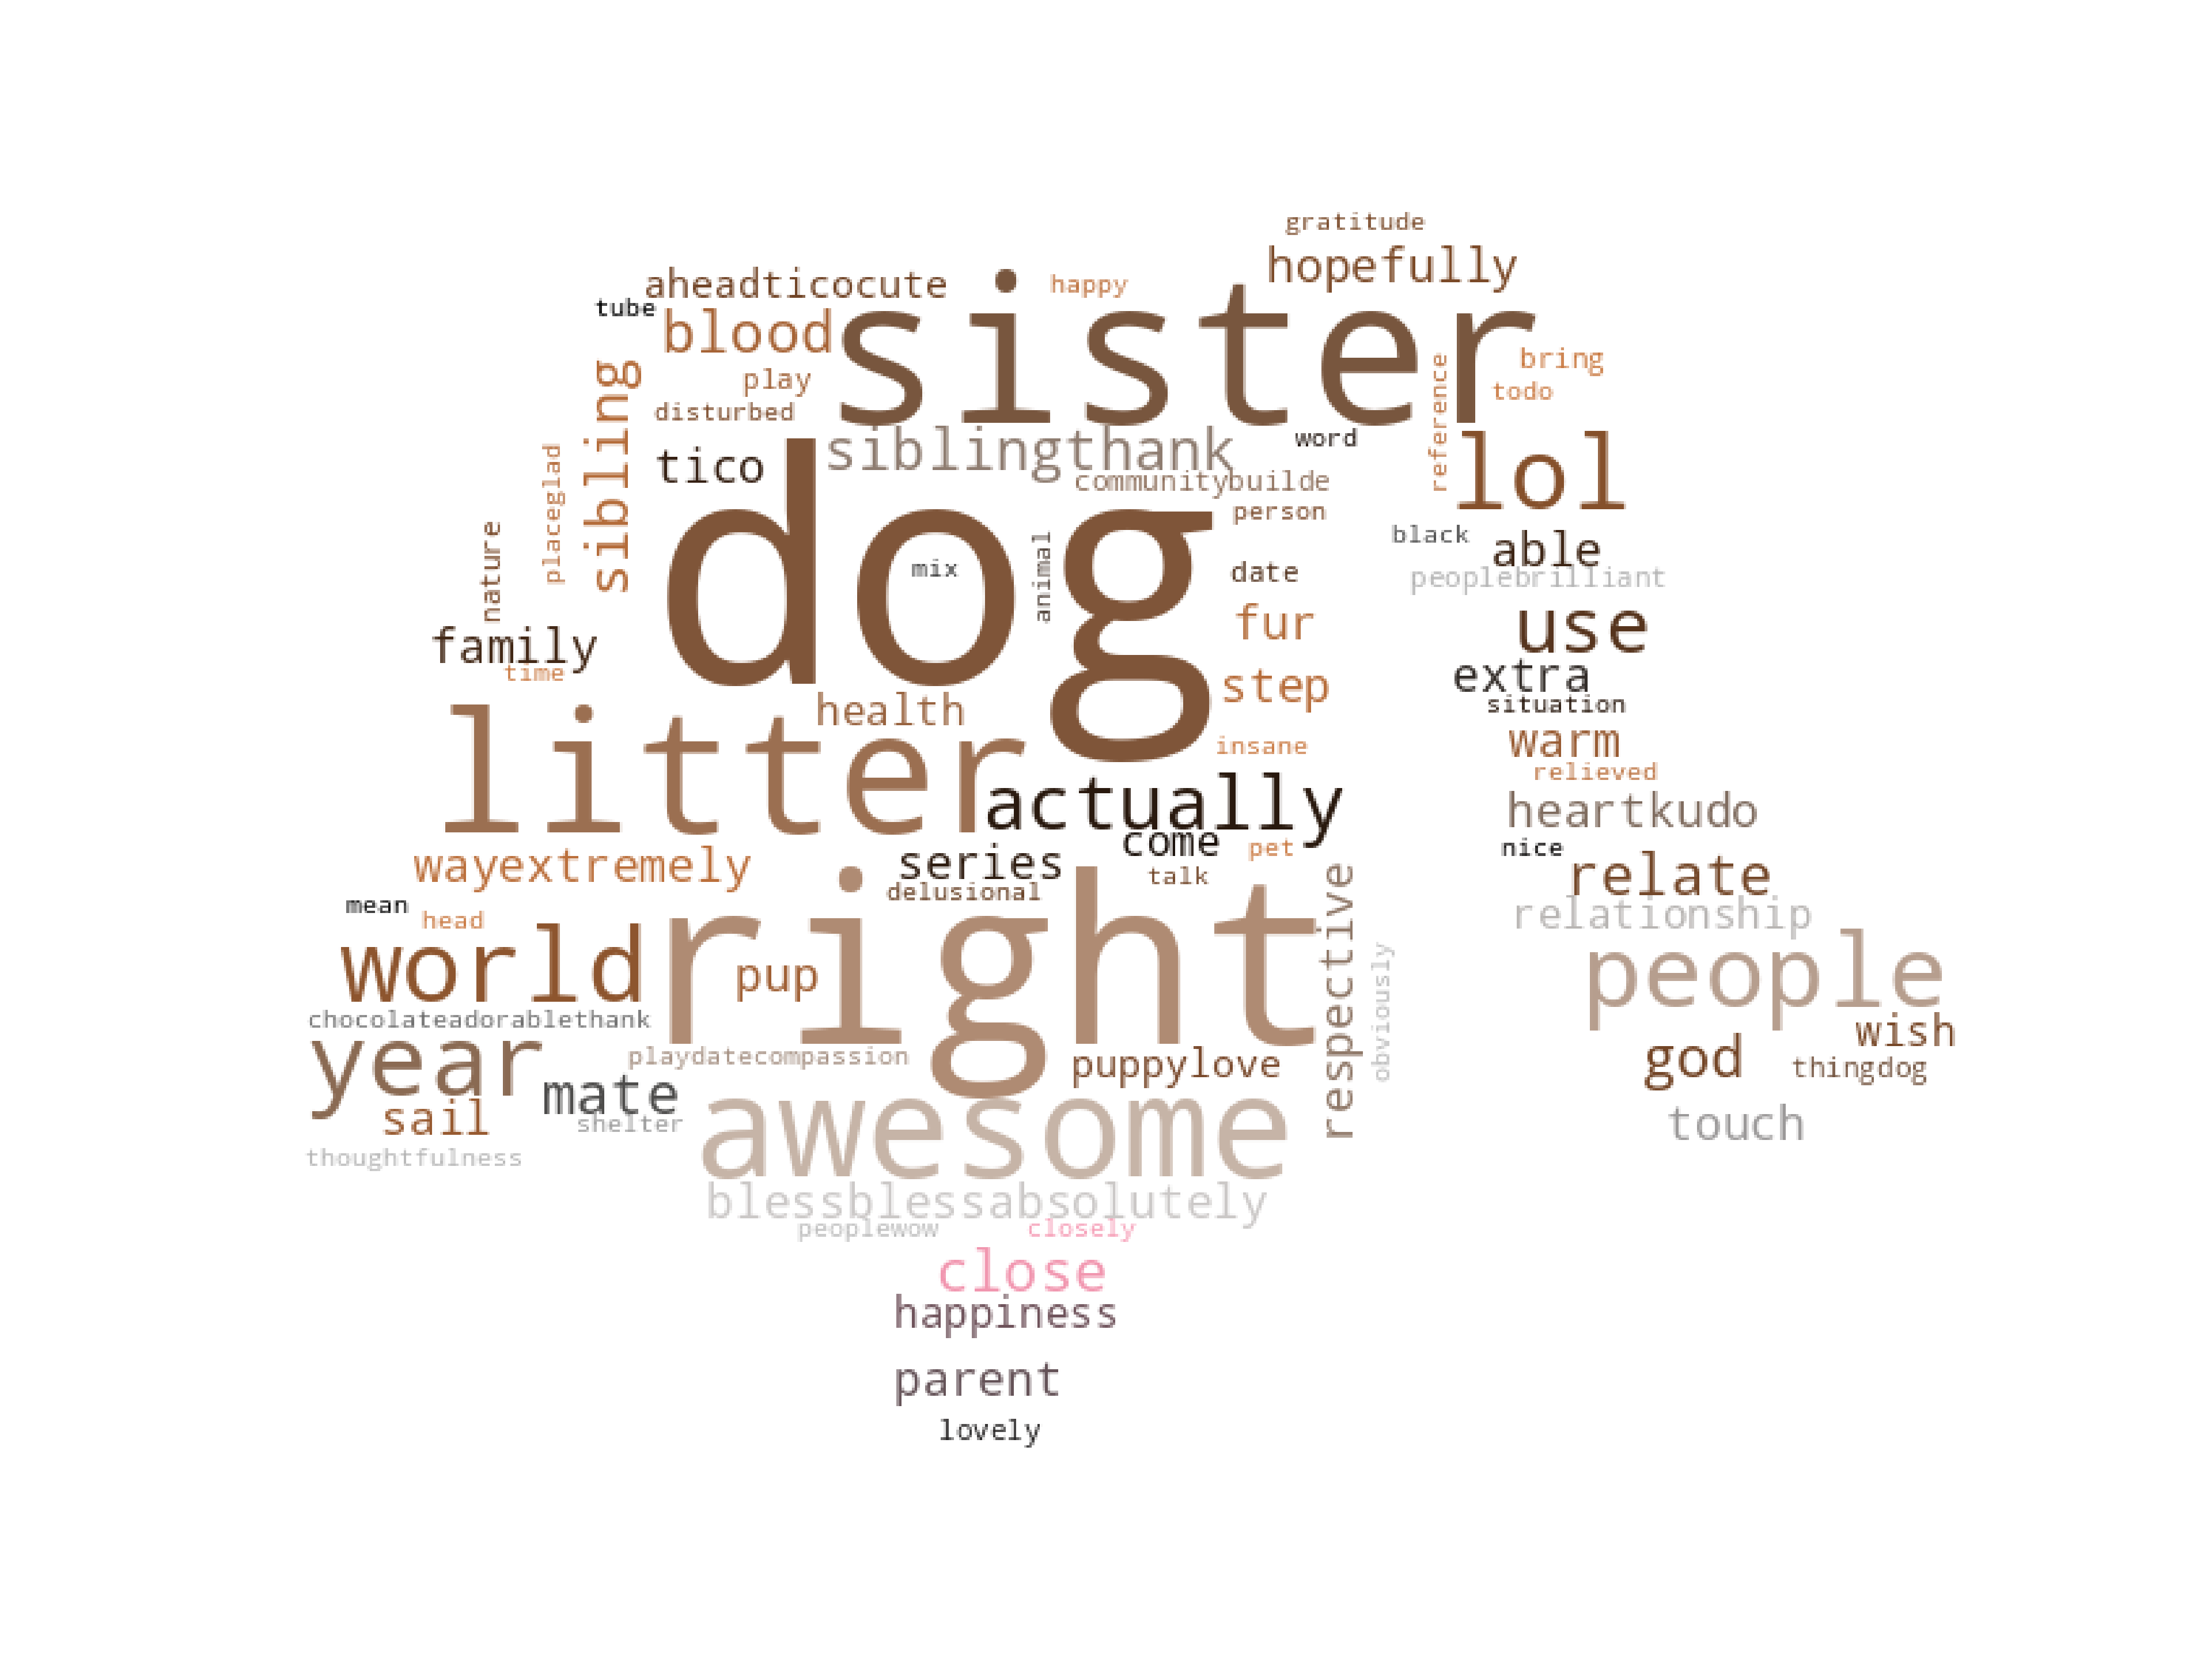 gratitude
hopefully
aheadticocute
happy
tube
blood
sister
play
disturbed
sibling
bring
todo
reference
tico
siblingthank
word
lol
communitybuilde
placeglad
dog
person
black
able
nature
mix
animal
date
peoplebrilliant
fur
use
family
time
step
extra
situation
health
litter
insane
warm
relieved
actually
heartkudo
come
pet
nice
wayextremely
series
talk
relate
delusional
mean
head
relationship
world
right
pup
respective
obviously
people
chocolateadorablethank
year
playdatecompassion
puppylove
god
wish
thingdog
mate
sail
shelter
awesome
touch
thoughtfulness
blessblessabsolutely
peoplewow
closely
close
happiness
parent
lovely